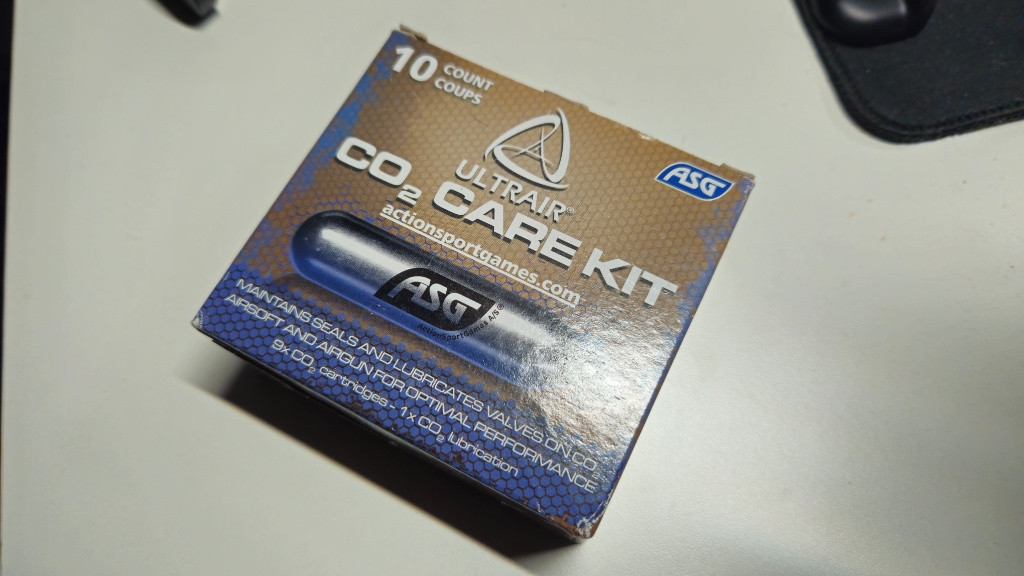 10 COUNT
COUPS
ULTRAIR®
ASG
CO₂ CARE KIT
actionsportgames.com
ASG
ActionSportGames A/S®
MAINTAINS SEALS AND LUBRICATES VALVES ON CO₂
AIRSOFT AND AIRGUN FOR OPTIMAL PERFORMANCE
9x CO₂ cartridges - 1x CO₂ lubrication